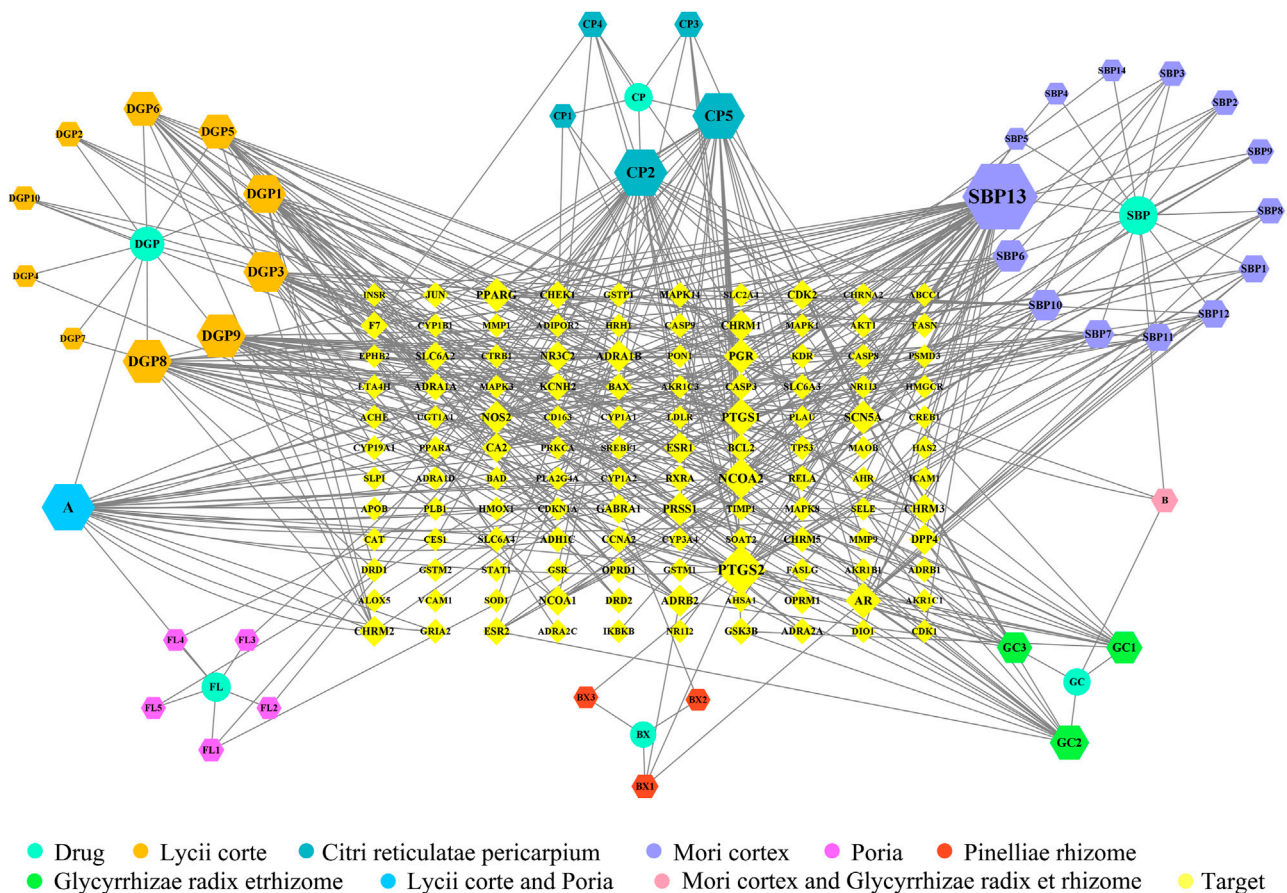 CP4 CP3
CP
CP1 CP5
CP2
DGP6 DGP5
DGP2
DGP1
DGP10
DGP
DGP3
DGP4
DGP9
DGP7
DGP8
SBP14 SBP3
SBP4 SBP2
SBP5 SBP9
SBP13
SBP SBP8
SBP6
SBP1
SBP10 SBP12
SBP7 SBP11
INSR JUN PPARG CHEK1 GSTP1 MAPK14 SLC2A4 CDK2 CHRNA2 ABCC1
F7 CYP1B1 MMP1 ADIPOR2 HRH1 CASP9 CHRM1 MAPK1 AKT1 FASN
EPHB2 SLC6A2 CTRB1 NR3C2 ADRA1B PON1 PGR KDR CASP8 PSMD3
LTA4H ADRA1A MAPK3 KCNH2 BAX AKR1C3 CASP3 SLC6A3 NR1I3 HMGCR
ACHE UGT1A1 NOS2 CD163 CYP1A1 LDLR PTGS1 PLAU SCN5A CREB1
CYP19A1 PPARA CA2 PRKCA SREBF1 ESR1 BCL2 TP53 MAOB HAS2
SLPI ADRA1D BAD PLA2G4A CYP1A2 RXRA NCOA2 RELA AHR ICAM1
APOB PLB1 HMOX1 CDKN1A GABRA1 PRSS1 TIMP1 MAPK8 SELE CHRM3
CAT CES1 SLC6A4 ADH1C CCNA2 CYP3A4 SOAT2 CHRM5 MMP9 DPP4
DRD1 GSTM2 STAT1 GSR OPRD1 GSTM1 PTGS2 FASLG AKR1B1 ADRB1
ALOX5 VCAM1 SOD1 NCOA1 DRD2 ADRB2 AHSA1 OPRM1 AR AKR1C1
CHRM2 GRIA2 ESR2 ADRA2C IKBKB NR1I2 GSK3B ADRA2A DIO1 CDK1
A
B
FL4 FL3
FL
FL5 FL2
FL1
BX3 BX2
BX
BX1
GC3 GC1
GC
GC2
Drug Lycii corte Citri reticulatae pericarpium Mori cortex Poria Pinelliae rhizome
Glycyrrhizae radix etrhizome Lycii corte and Poria Mori cortex and Glycyrrhizae radix et rhizome Target